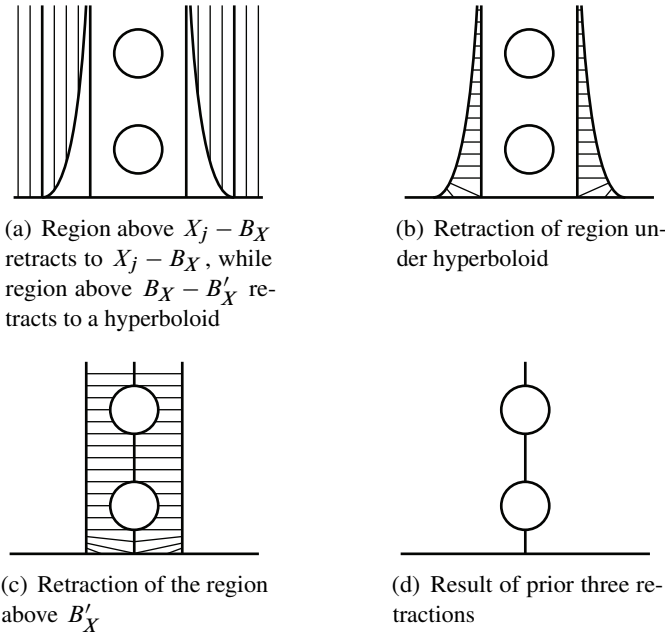 (a) Region above X_j − B_X
retracts to X_j − B_X, while
region above B_X − B′_X re-
tracts to a hyperboloid
(b) Retraction of region un-
der hyperboloid
(c) Retraction of the region
above B′_X
(d) Result of prior three re-
tractions